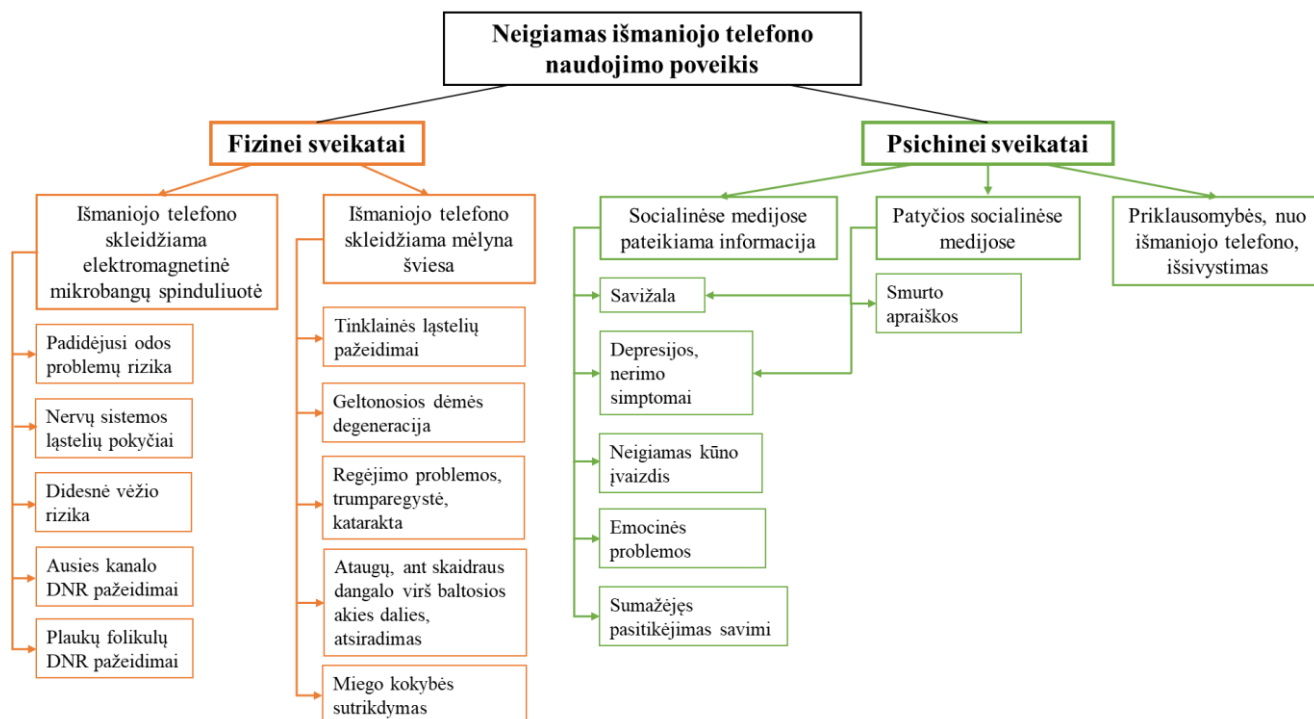 Neigiamas išmaniojo telefono
naudojimo poveikis
Fizinei sveikatai
Psichinei sveikatai
Išmaniojo telefono
skleidžiama
elektromagnetinė
mikrobangų spinduliuotė
Padidėjusi odos
problemų rizika
Nervų sistemos
ląstelių pokyčiai
Didesnė vėžio
rizika
Ausies kanalo
DNR pažeidimai
Plaukų folikulų
DNR pažeidimai
Išmaniojo telefono
skleidžiama mėlyna
šviesa
Tinklainės ląstelių
pažeidimai
Geltonosios dėmės
degeneracija
Regėjimo problemos,
trumparegystė,
katarakta
Ataugų, ant skaidraus
dangalo virš baltosios
akies dalies,
atsiradimas
Miego kokybės
sutrikdymas
Socialinėse medijose
pateikiama informacija
Savižala
Depresijos,
nerimo
simptomai
Neigiamas kūno
įvaizdis
Emocinės
problemos
Sumažėjęs
pasitikėjimas savimi
Patyčios socialinėse
medijose
Smurto
apraiškos
Priklausomybės, nuo
išmaniojo telefono,
išsivystimas